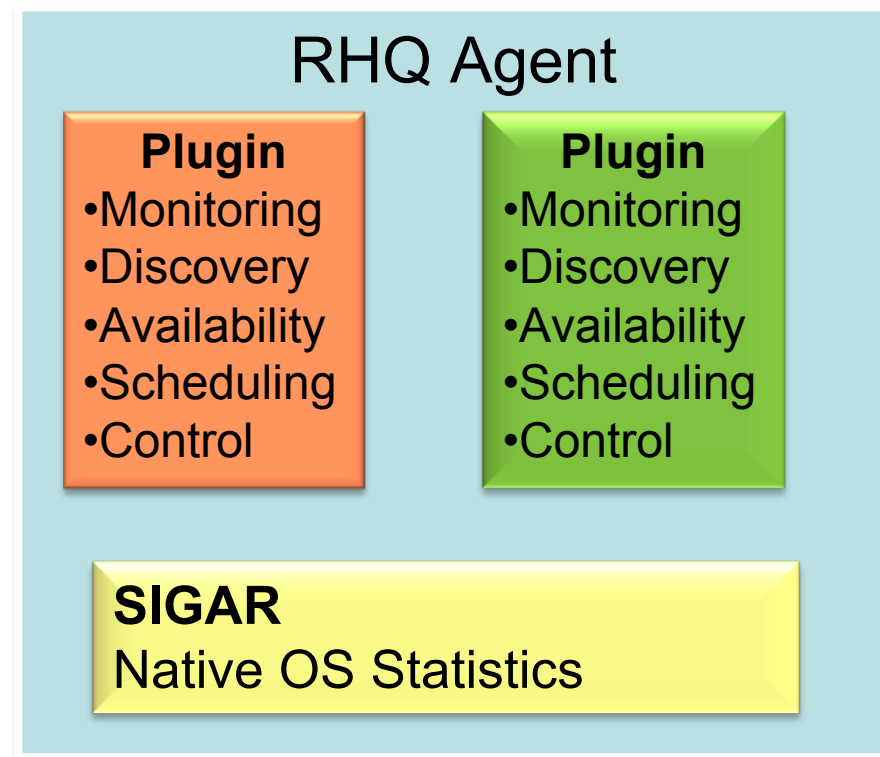 RHQ Agent
Plugin
•Monitoring
•Discovery
•Availability
•Scheduling
•Control
Plugin
•Monitoring
•Discovery
•Availability
•Scheduling
•Control
SIGAR
Native OS Statistics